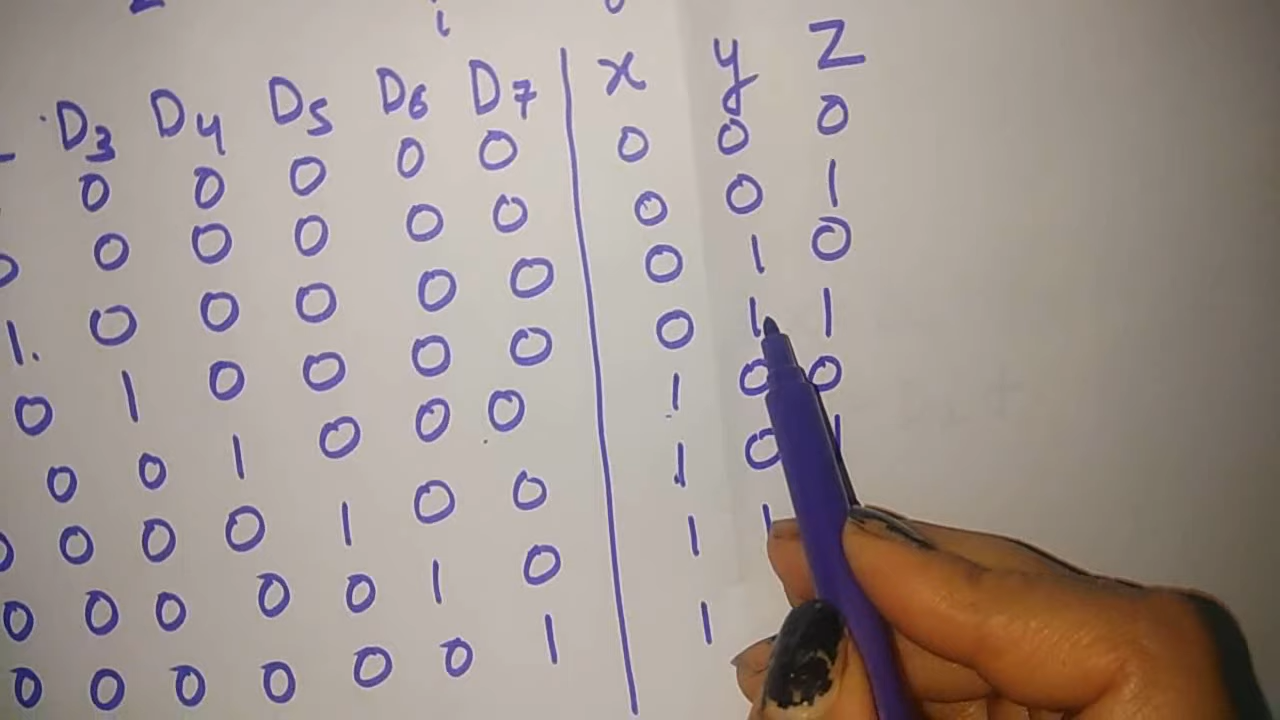 D3 D4 D5 D6 D7 x y z
0 0 0 0 0 0 0 0
0 0 0 0 0 0 0 0 1
1. 0 0 0 0 0 0 1 0
0 1 0 0 0 0 0 1 1
0 0 1 0 0 0 1 0 0
0 0 0 0 1 0 0 1 0 1
0 0 0 0 0 1 0 1 1
0 0 0 0 0 0 1 1